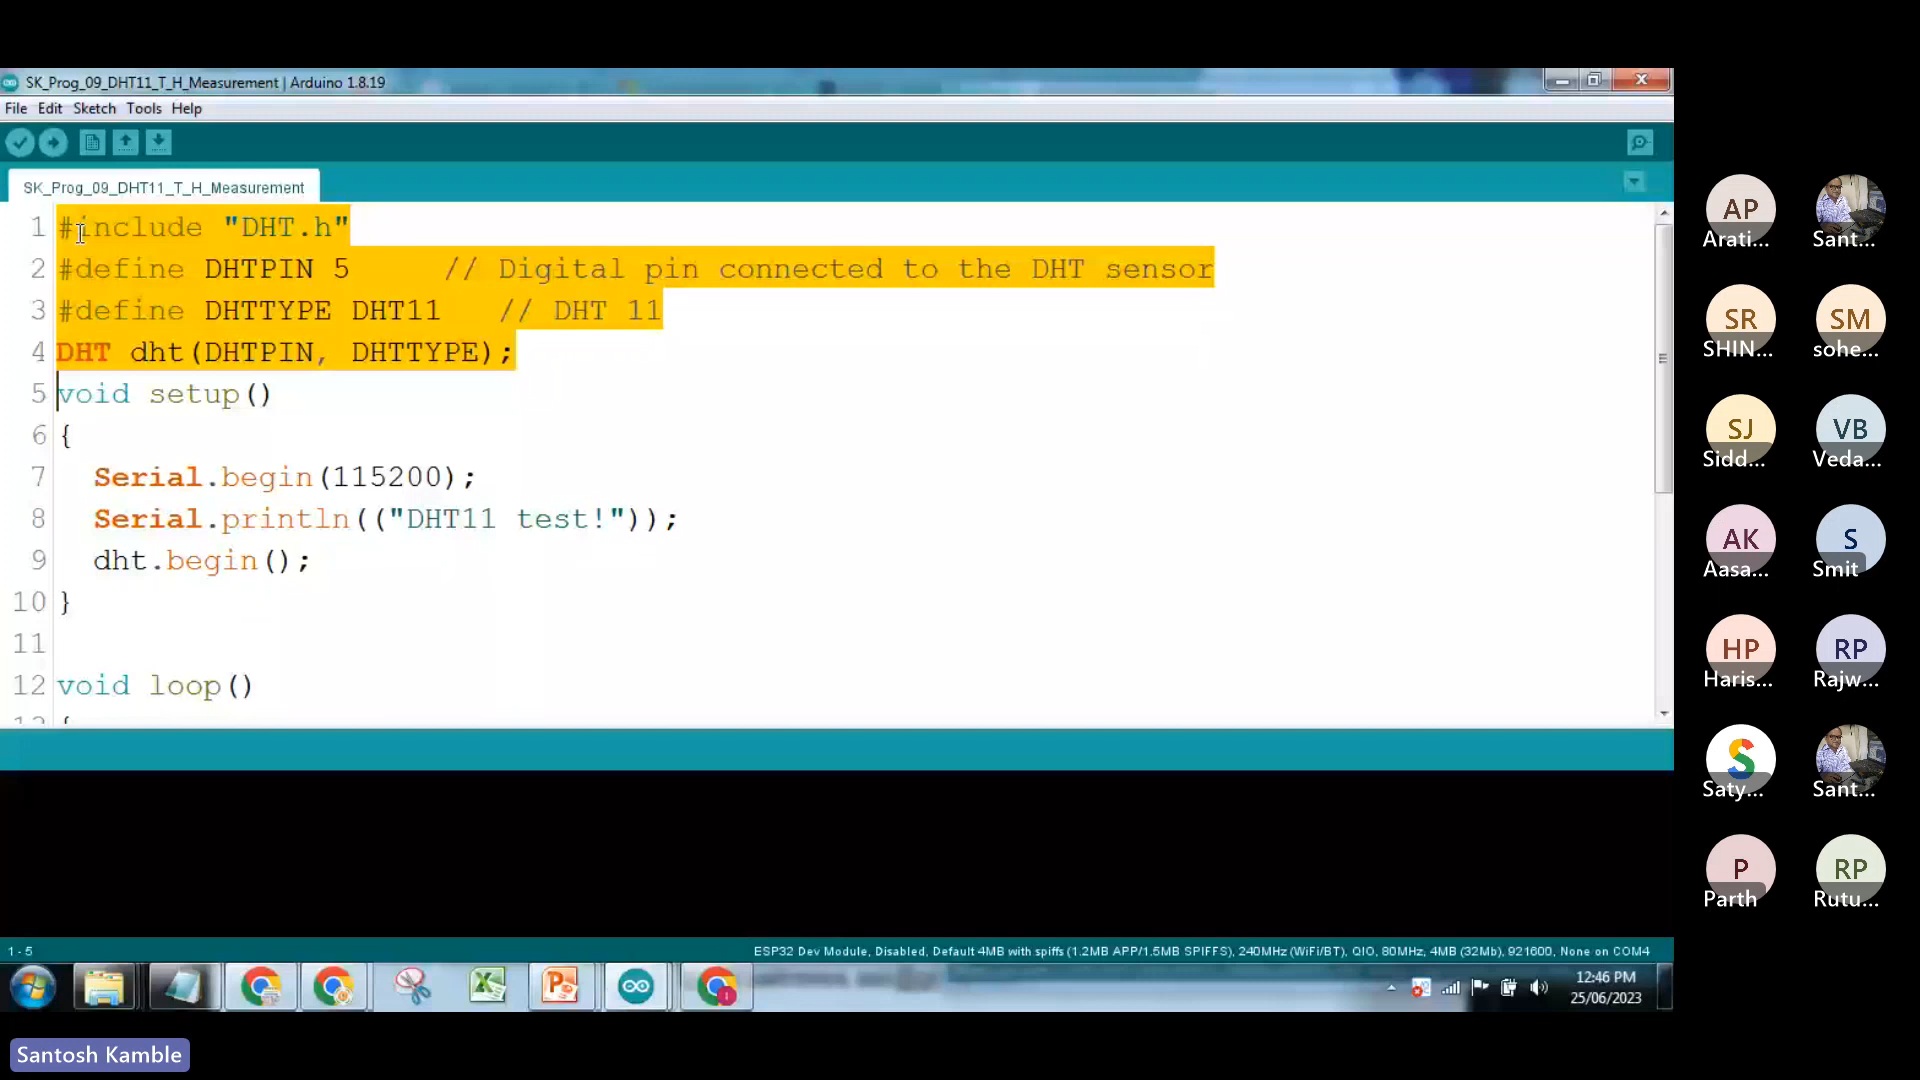 SK_Prog_09_DHT11_T_H_Measurement | Arduino 1.8.19
File Edit Sketch Tools Help
SK_Prog_09_DHT11_T_H_Measurement
1 #include "DHT.h"
2 #define DHTPIN 5 // Digital pin connected to the DHT sensor
3 #define DHTTYPE DHT11 // DHT 11
4 DHT dht(DHTPIN, DHTTYPE);
5 void setup()
6 {
7 Serial.begin(115200);
8 Serial.println(("DHT11 test!"));
9 dht.begin();
10 }
11
12 void loop()
13 {
1 - 5
ESP32 Dev Module, Disabled, Default 4MB with spiffs (1.2MB APP/1.5MB SPIFFS), 240MHz (WiFi/BT), QIO, 80MHz, 4MB (32Mb), 921600, None on COM4
12:46 PM
25/06/2023
AP
Arati...
Sant...
SR
SHIN...
SM
sohe...
SJ
Sidd...
VB
Veda...
AK
Aasa...
S
Smit
HP
Haris...
RP
Rajw...
Saty...
Sant...
P
Parth
RP
Rutu...
Santosh Kamble